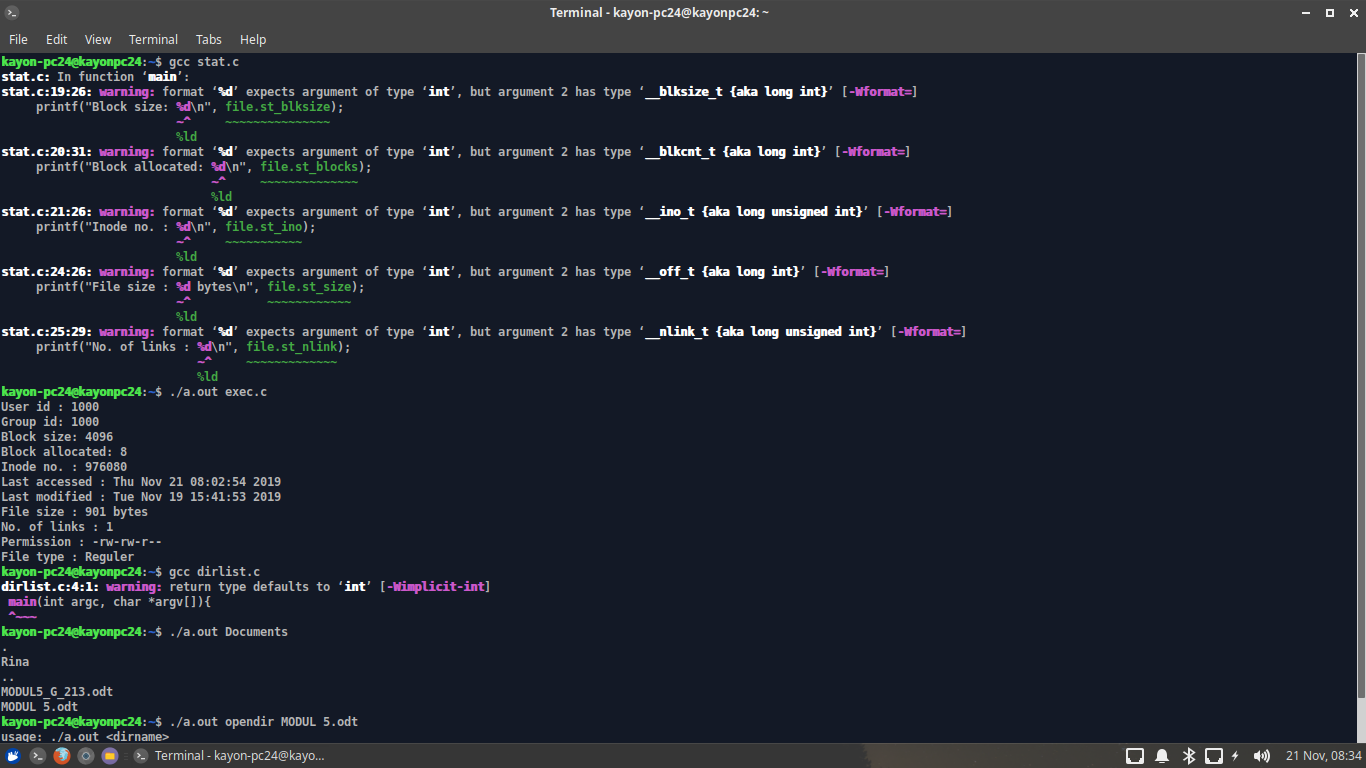 Terminal - kayon-pc24@kayonpc24: ~
File Edit View Terminal Tabs Help
kayon-pc24@kayonpc24:~$ gcc stat.c
stat.c: In function ‘main’:
stat.c:19:26: warning: format ‘%d’ expects argument of type ‘int’, but argument 2 has type ‘__blksize_t {aka long int}’ [-Wformat=]
     printf("Block size: %d\n", file.st_blksize);
                         ~^     ~~~~~~~~~~~~~~~
                         %ld
stat.c:20:31: warning: format ‘%d’ expects argument of type ‘int’, but argument 2 has type ‘__blkcnt_t {aka long int}’ [-Wformat=]
     printf("Block allocated: %d\n", file.st_blocks);
                              ~^     ~~~~~~~~~~~~~~
                              %ld
stat.c:21:26: warning: format ‘%d’ expects argument of type ‘int’, but argument 2 has type ‘__ino_t {aka long unsigned int}’ [-Wformat=]
     printf("Inode no. : %d\n", file.st_ino);
                         ~^     ~~~~~~~~~~~
                         %ld
stat.c:24:26: warning: format ‘%d’ expects argument of type ‘int’, but argument 2 has type ‘__off_t {aka long int}’ [-Wformat=]
     printf("File size : %d bytes\n", file.st_size);
                         ~^           ~~~~~~~~~~~~
                         %ld
stat.c:25:29: warning: format ‘%d’ expects argument of type ‘int’, but argument 2 has type ‘__nlink_t {aka long unsigned int}’ [-Wformat=]
     printf("No. of links : %d\n", file.st_nlink);
                            ~^     ~~~~~~~~~~~~~
                            %ld
kayon-pc24@kayonpc24:~$ ./a.out exec.c
User id : 1000
Group id: 1000
Block size: 4096
Block allocated: 8
Inode no. : 976080
Last accessed : Thu Nov 21 08:02:54 2019
Last modified : Tue Nov 19 15:41:53 2019
File size : 901 bytes
No. of links : 1
Permission : -rw-rw-r--
File type : Reguler
kayon-pc24@kayonpc24:~$ gcc dirlist.c
dirlist.c:4:1: warning: return type defaults to ‘int’ [-Wimplicit-int]
 main(int argc, char *argv[]){
 ^~~~
kayon-pc24@kayonpc24:~$ ./a.out Documents
.
Rina
..
MODUL5_G_213.odt
MODUL 5.odt
kayon-pc24@kayonpc24:~$ ./a.out opendir MODUL 5.odt
usage: ./a.out <dirname>
Terminal - kayon-pc24@kayo...
21 Nov, 08:34